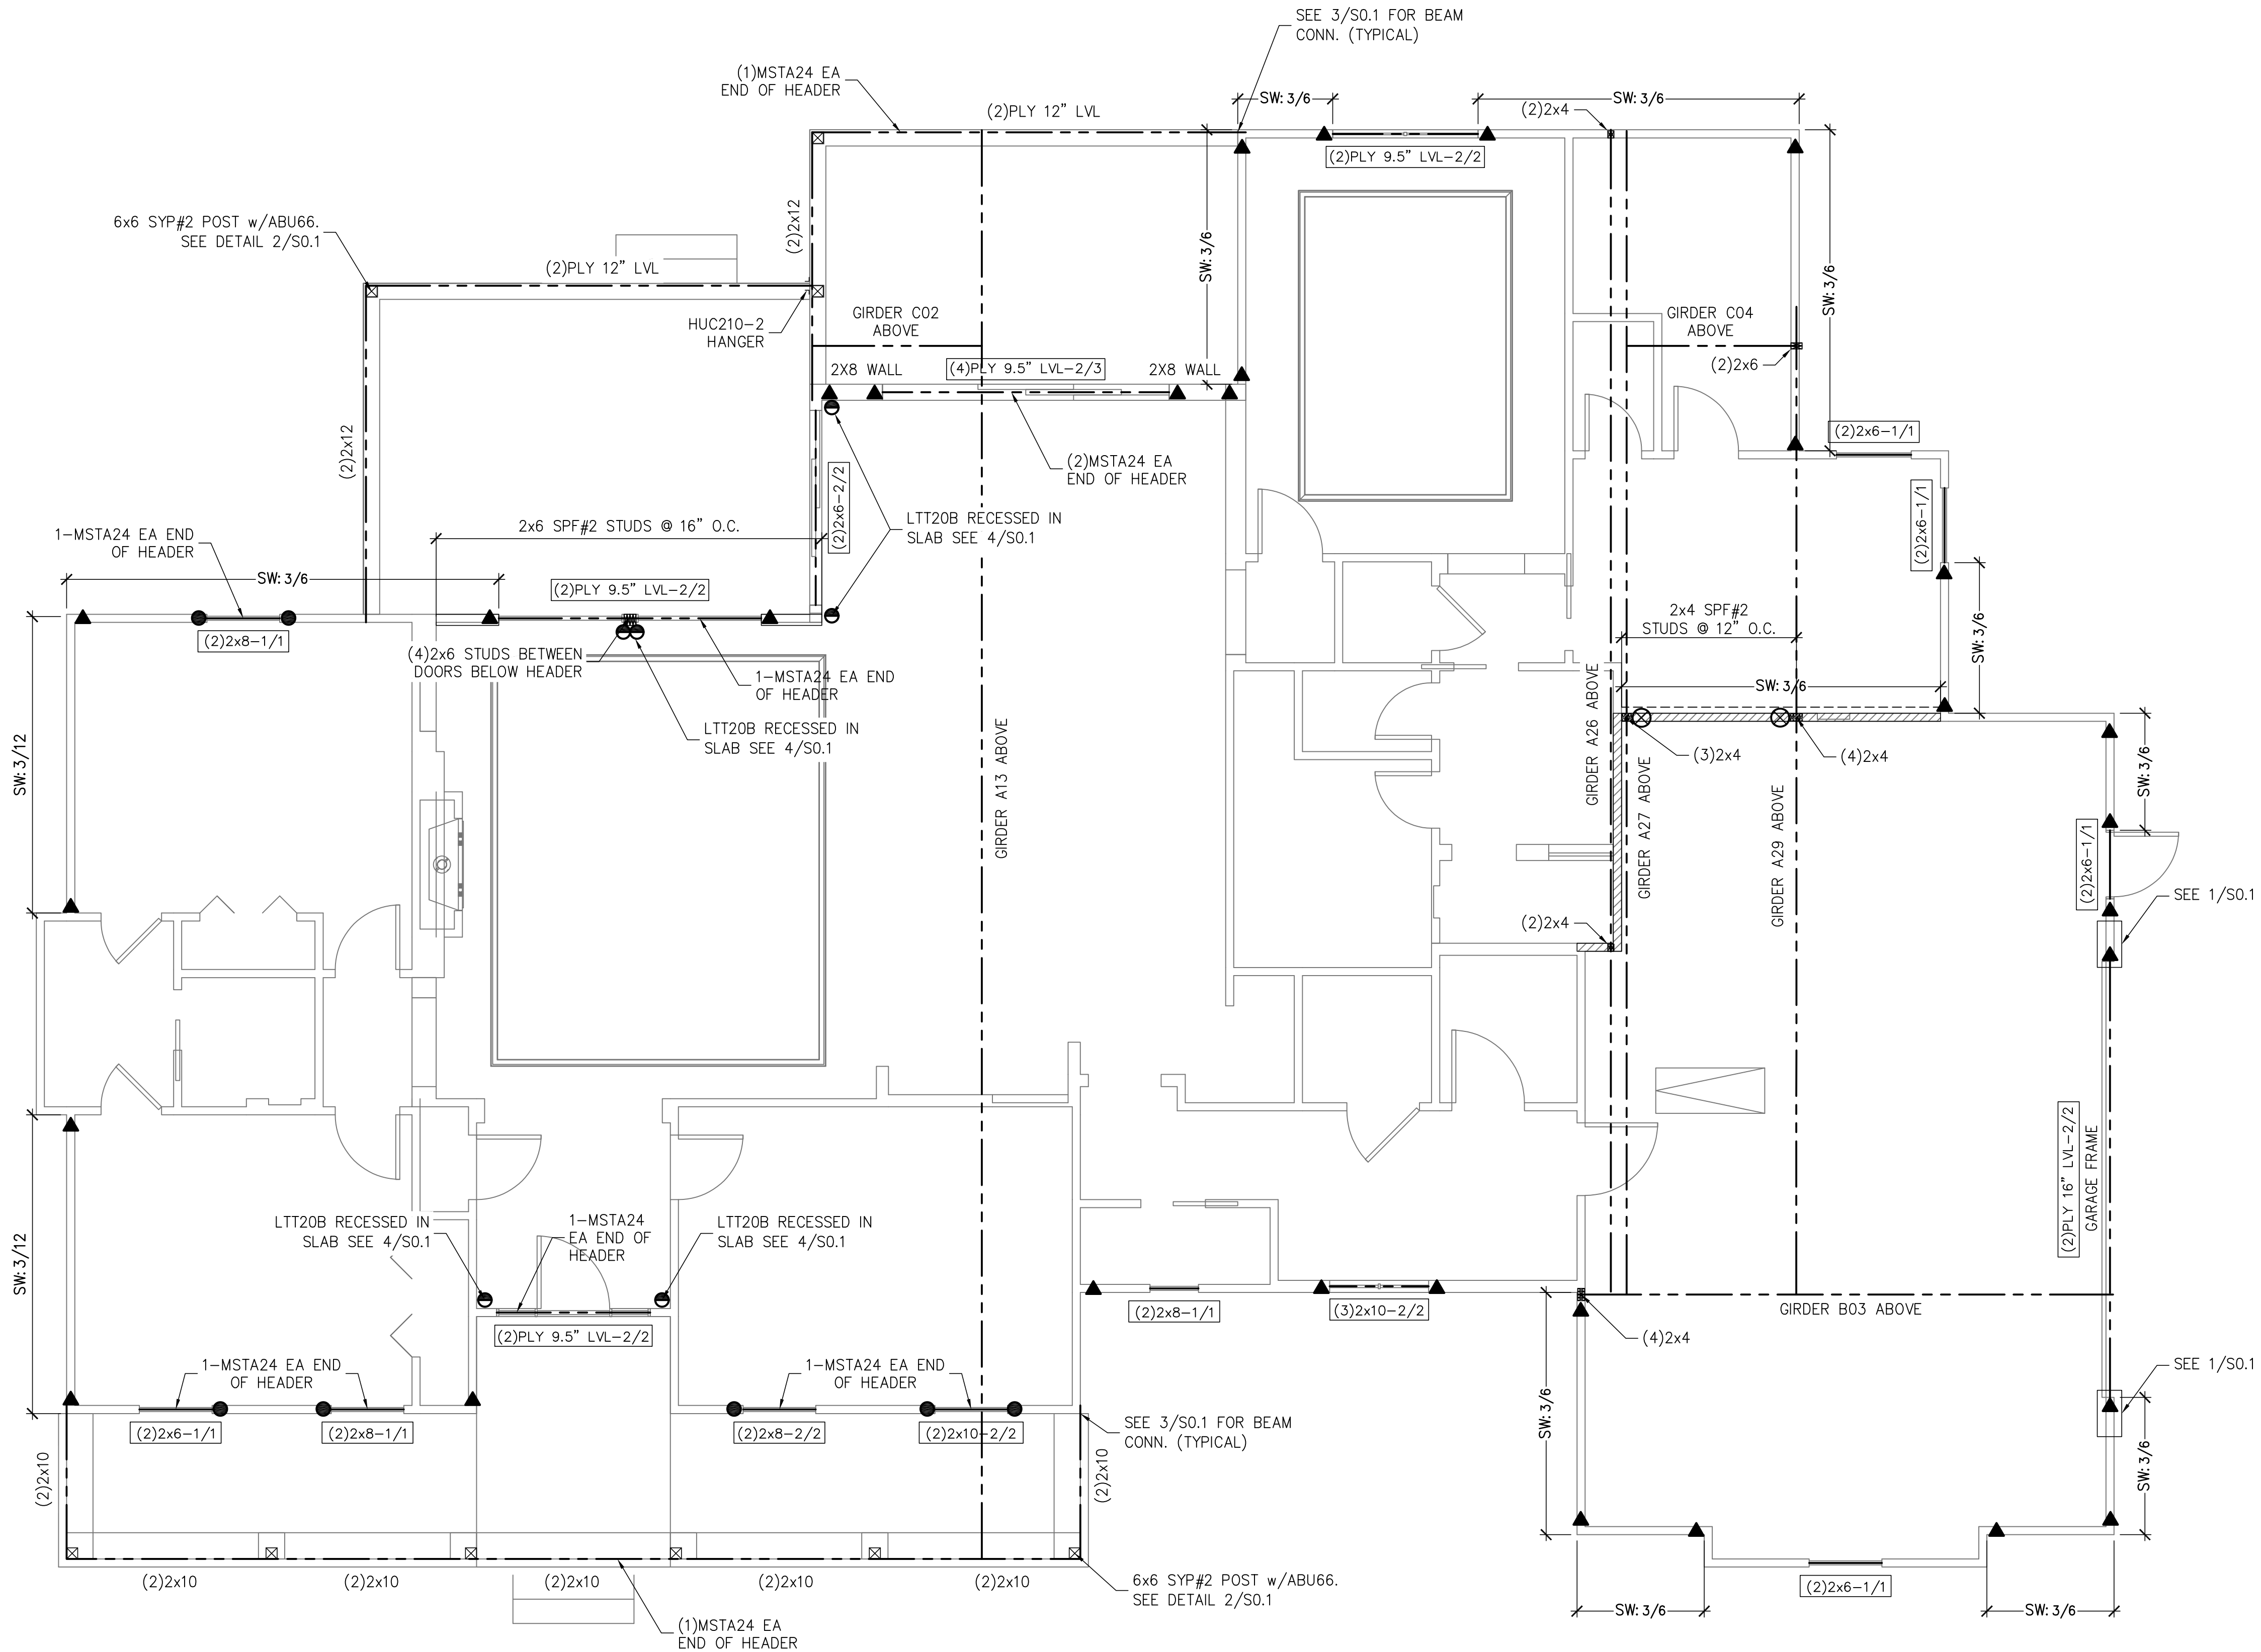 SEE 3/S0.1 FOR BEAM
CONN. (TYPICAL)
(1)MSTA24 EA
END OF HEADER
(2)PLY 12" LVL
SW: 3/6
(2)2x4
SW: 3/6
(2)PLY 9.5" LVL-2/2
6x6 SYP#2 POST w/ABU66.
SEE DETAIL 2/S0.1
(2)2x12
SW: 3/6
SW: 3/6
(2)PLY 12" LVL
HUC210-2
HANGER
GIRDER C02
ABOVE
GIRDER C04
ABOVE
(2)2x6
2X8 WALL
(4)PLY 9.5" LVL-2/3
2X8 WALL
(2)2x12
(2)2x6-1/1
(2)MSTA24 EA
END OF HEADER
(2)2x6-2/2
(2)2x6-1/1
LTT20B RECESSED IN
SLAB SEE 4/S0.1
2x6 SPF#2 STUDS @ 16" O.C.
1-MSTA24 EA END
OF HEADER
SW: 3/6
(2)PLY 9.5" LVL-2/2
(2)2x8-1/1
2x4 SPF#2
STUDS @ 12" O.C.
SW: 3/6
(4)2x6 STUDS BETWEEN
DOORS BELOW HEADER
1-MSTA24 EA END
OF HEADER
SW: 3/6
LTT20B RECESSED IN
SLAB SEE 4/S0.1
SW: 3/12
GIRDER A13 ABOVE
GIRDER A26 ABOVE
GIRDER A27 ABOVE
GIRDER A29 ABOVE
(3)2x4
(4)2x4
SW: 3/6
(2)2x6-1/1
SEE 1/S0.1
(2)2x4
(2)PLY 16" LVL-2/2
GARAGE FRAME
SW: 3/12
LTT20B RECESSED IN
SLAB SEE 4/S0.1
1-MSTA24
EA END OF
HEADER
LTT20B RECESSED IN
SLAB SEE 4/S0.1
(2)PLY 9.5" LVL-2/2
(2)2x8-1/1
(3)2x10-2/2
GIRDER B03 ABOVE
(4)2x4
SEE 1/S0.1
1-MSTA24 EA END
OF HEADER
1-MSTA24 EA END
OF HEADER
(2)2x6-1/1
(2)2x8-1/1
(2)2x8-2/2
(2)2x10-2/2
SEE 3/S0.1 FOR BEAM
CONN. (TYPICAL)
SW: 3/6
SW: 3/6
(2)2x10
(2)2x10
(2)2x10
(2)2x10
(2)2x10
(2)2x10
(2)2x10
6x6 SYP#2 POST w/ABU66.
SEE DETAIL 2/S0.1
(2)2x6-1/1
SW: 3/6
SW: 3/6
(1)MSTA24 EA
END OF HEADER